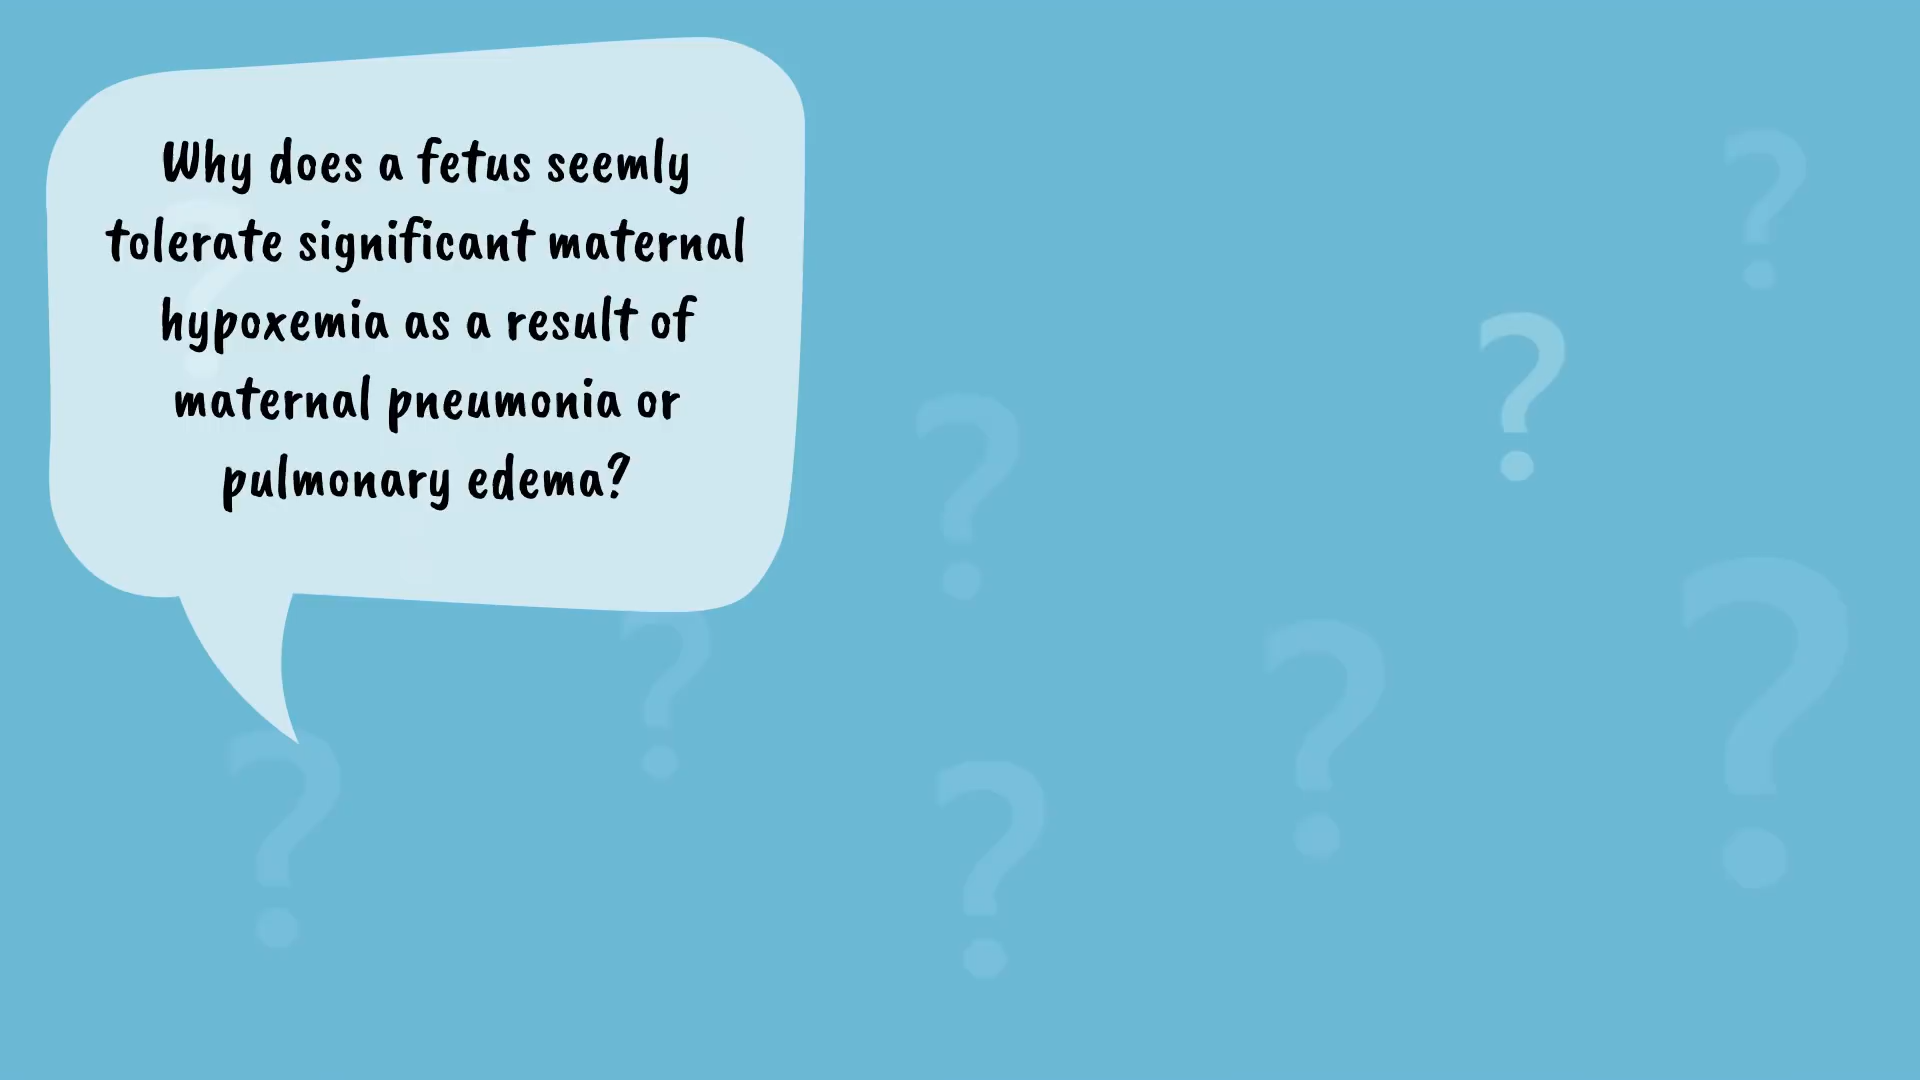 Why does a fetus seemly
tolerate significant maternal
hypoxemia as a result of
maternal pneumonia or
pulmonary edema?